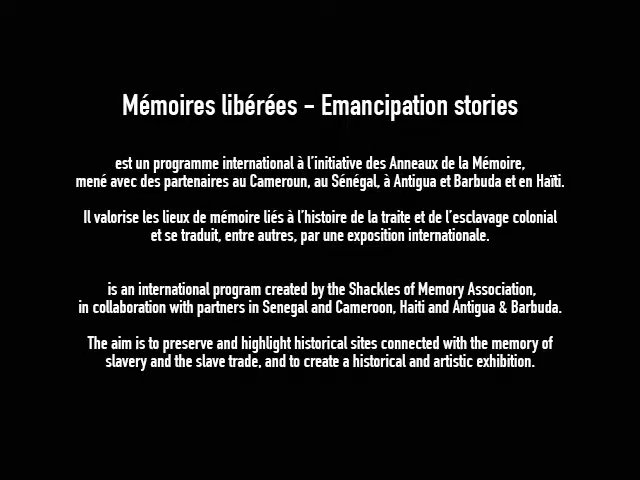 Mémoires libérées - Emancipation stories
est un programme international à l'initiative des Anneaux de la Mémoire,
mené avec des partenaires au Cameroun, au Sénégal, à Antigua et Barbuda et en Haïti.
Il valorise les lieux de mémoire liés à l'histoire de la traite et de l'esclavage colonial
et se traduit, entre autres, par une exposition internationale.
is an international program created by the Shackles of Memory Association,
in collaboration with partners in Senegal and Cameroon, Haiti and Antigua & Barbuda.
The aim is to preserve and highlight historical sites connected with the memory of
slavery and the slave trade, and to create a historical and artistic exhibition.